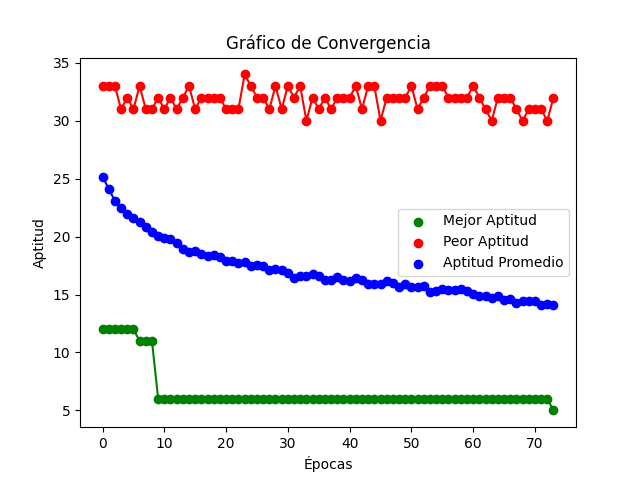 Gráfico de Convergencia
35
30
25
20
15
10
5
Aptitud
Mejor Aptitud
Peor Aptitud
Aptitud Promedio
0 10 20 30 40 50 60 70
Épocas